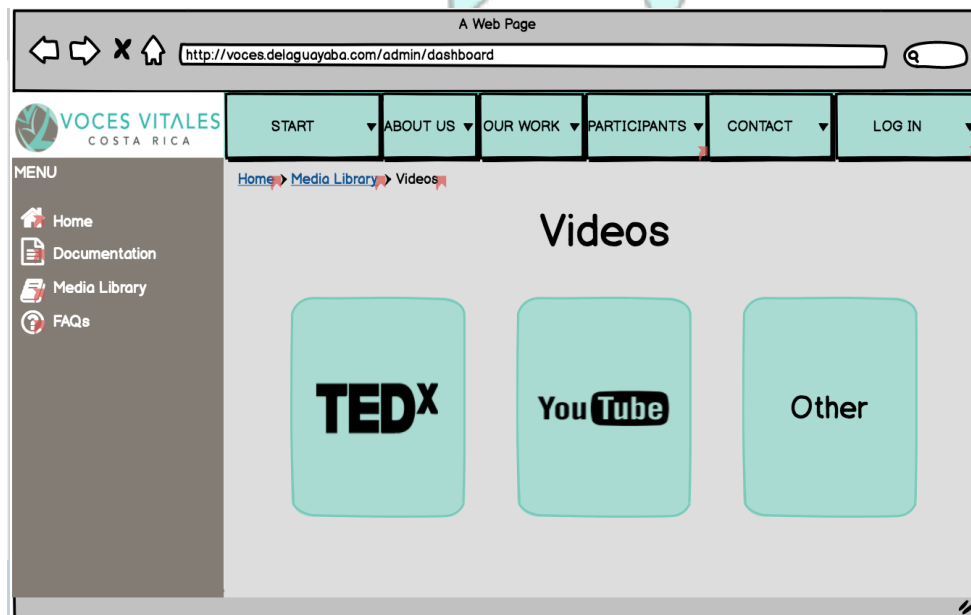 A Web Page
http://voces.delaguayaba.com/admin/dashboard
VOCES VITALES
COSTA RICA
START ABOUT US OUR WORK PARTICIPANTS CONTACT LOG IN
MENU
Home > Media Library > Videos
Home
Documentation
Media Library
FAQs
Videos
TEDx
YouTube
Other